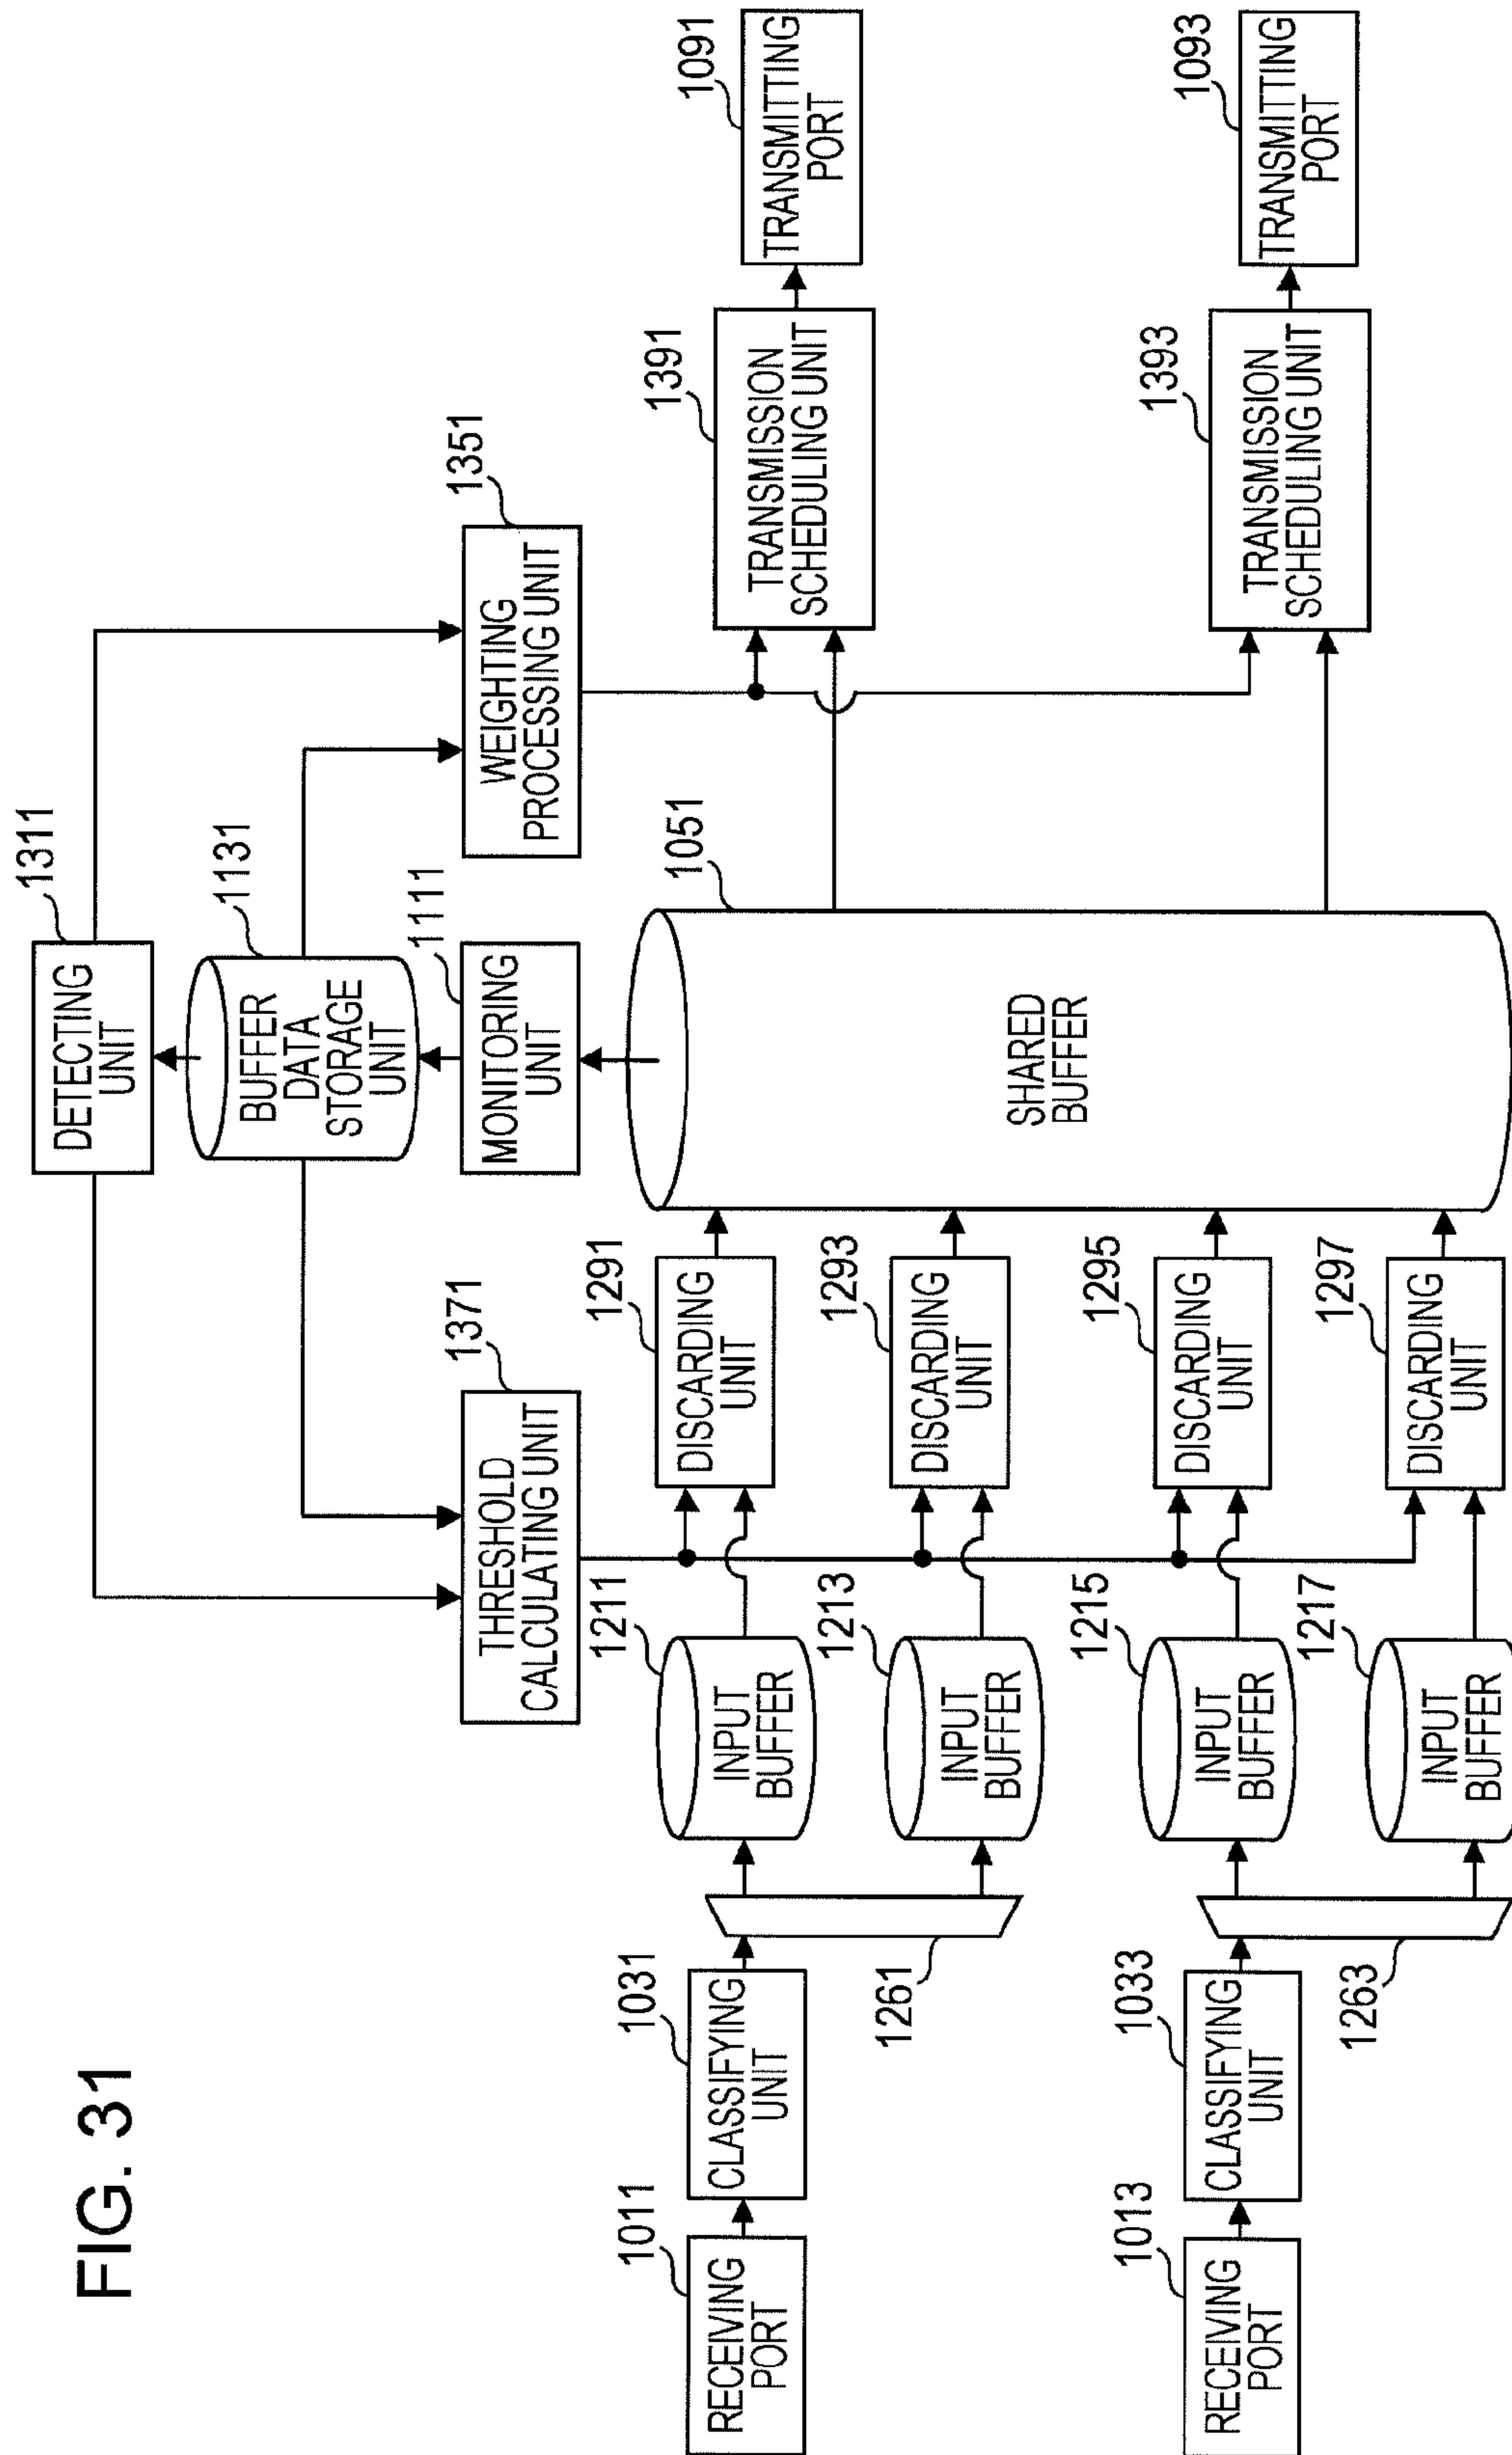 FIG. 31
1311
DETECTING
UNIT
1131
BUFFER
DATA
STORAGE
UNIT
1111
MONITORING
UNIT
1371
THRESHOLD
CALCULATING UNIT
1351
WEIGHTING
PROCESSING UNIT
1011
RECEIVING
PORT
1031
CLASSIFYING
UNIT
1261
1211
INPUT
BUFFER
1213
INPUT
BUFFER
1291
DISCARDING
UNIT
1293
DISCARDING
UNIT
1051
SHARED
BUFFER
1391
TRANSMISSION
SCHEDULING UNIT
1091
TRANSMITTING
PORT
1013
RECEIVING
PORT
1033
CLASSIFYING
UNIT
1263
1215
INPUT
BUFFER
1217
INPUT
BUFFER
1295
DISCARDING
UNIT
1297
DISCARDING
UNIT
1393
TRANSMISSION
SCHEDULING UNIT
1093
TRANSMITTING
PORT